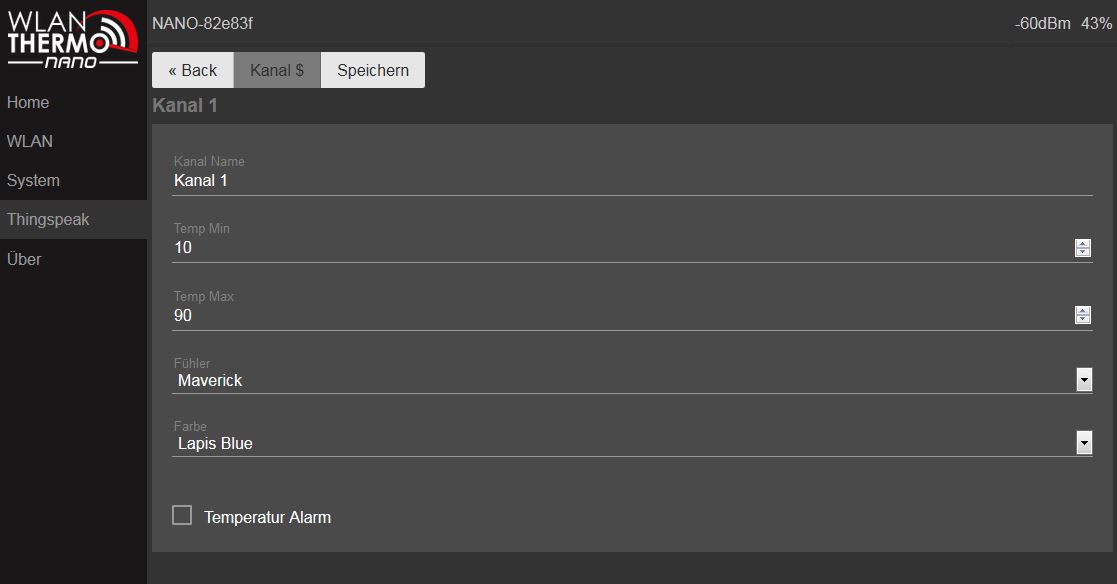 WLAN
THERMO
NANO
NANO-82e83f
-60dBm 43%
« Back
Kanal $
Speichern
Home
WLAN
System
Thingspeak
Über
Kanal 1
Kanal Name
Kanal 1
Temp Min
10
Temp Max
90
Fühler
Maverick
Farbe
Lapis Blue
Temperatur Alarm